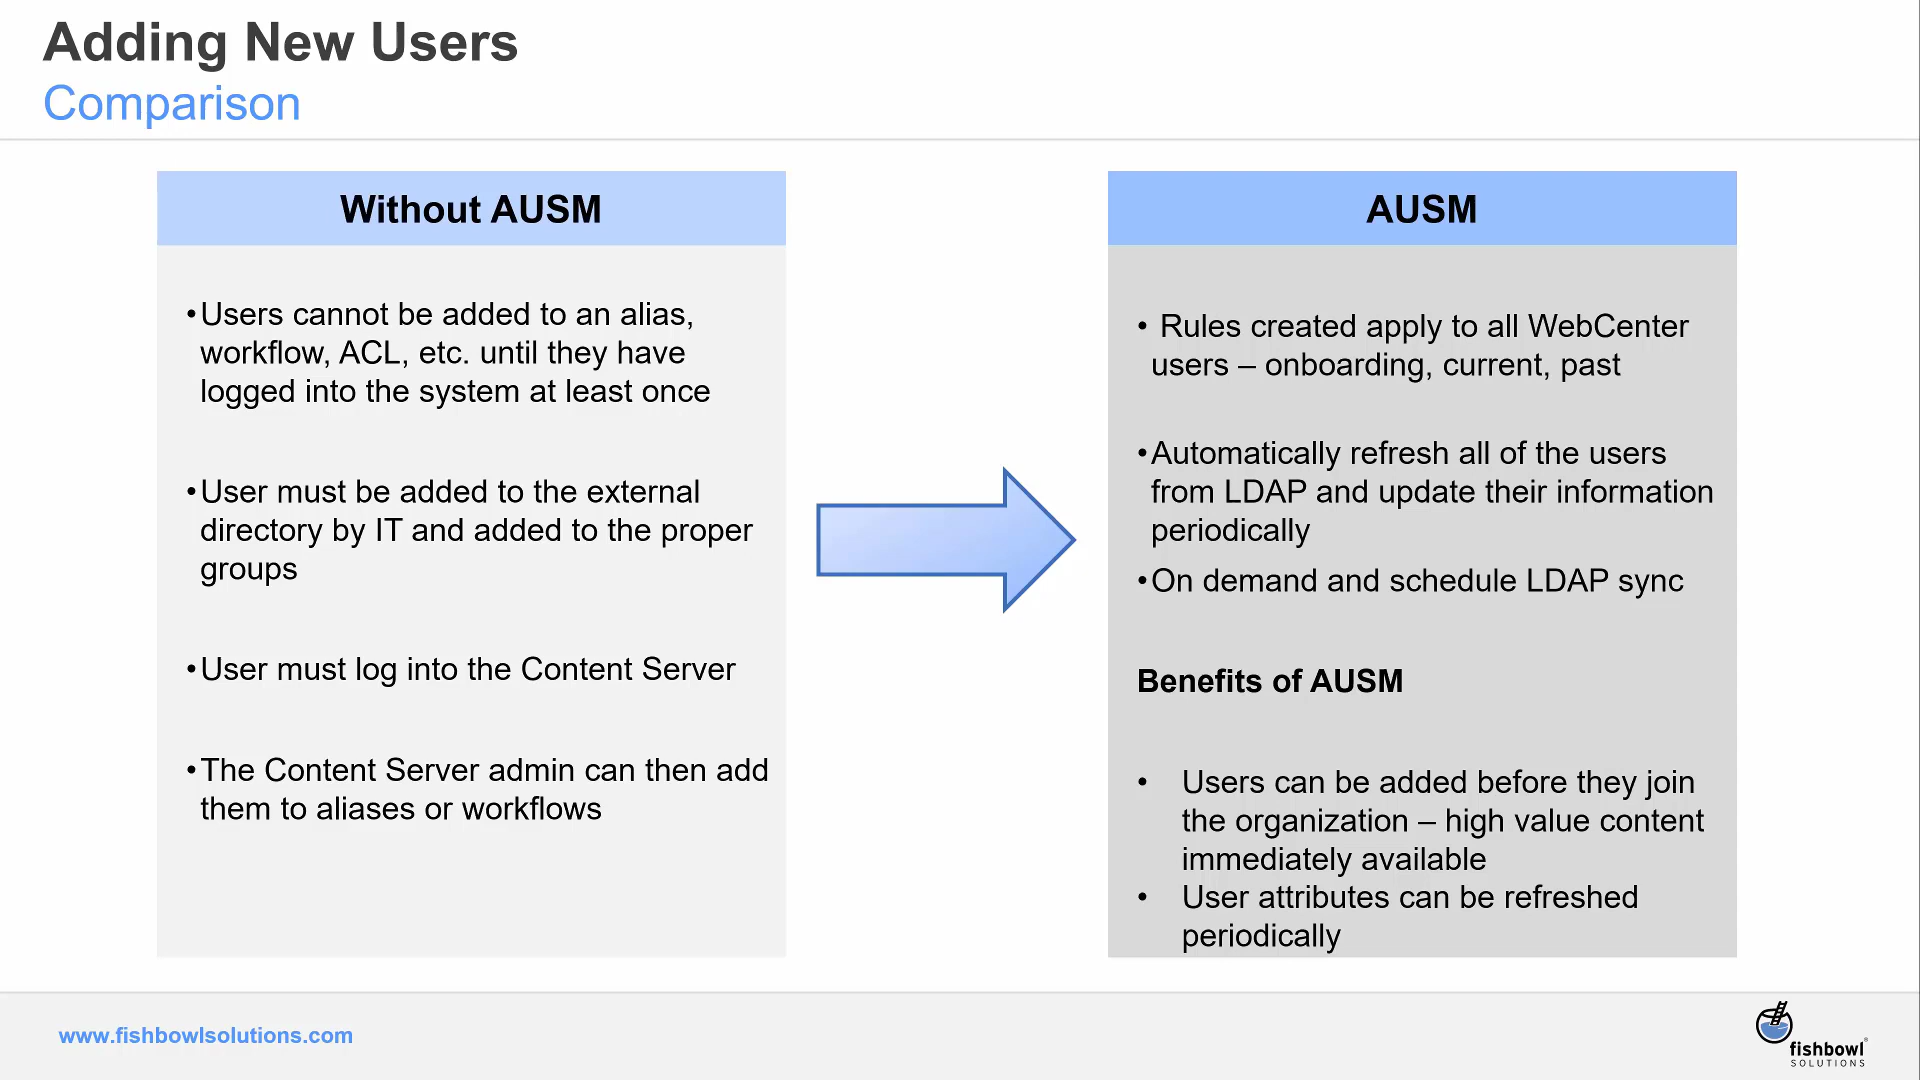 Adding New Users
Comparison
Without AUSM
•Users cannot be added to an alias,
workflow, ACL, etc. until they have
logged into the system at least once
•User must be added to the external
directory by IT and added to the proper
groups
•User must log into the Content Server
•The Content Server admin can then add
them to aliases or workflows
AUSM
• Rules created apply to all WebCenter
users – onboarding, current, past
•Automatically refresh all of the users
from LDAP and update their information
periodically
•On demand and schedule LDAP sync
Benefits of AUSM
• Users can be added before they join
the organization – high value content
immediately available
• User attributes can be refreshed
periodically
www.fishbowlsolutions.com
fishbowl®
SOLUTIONS